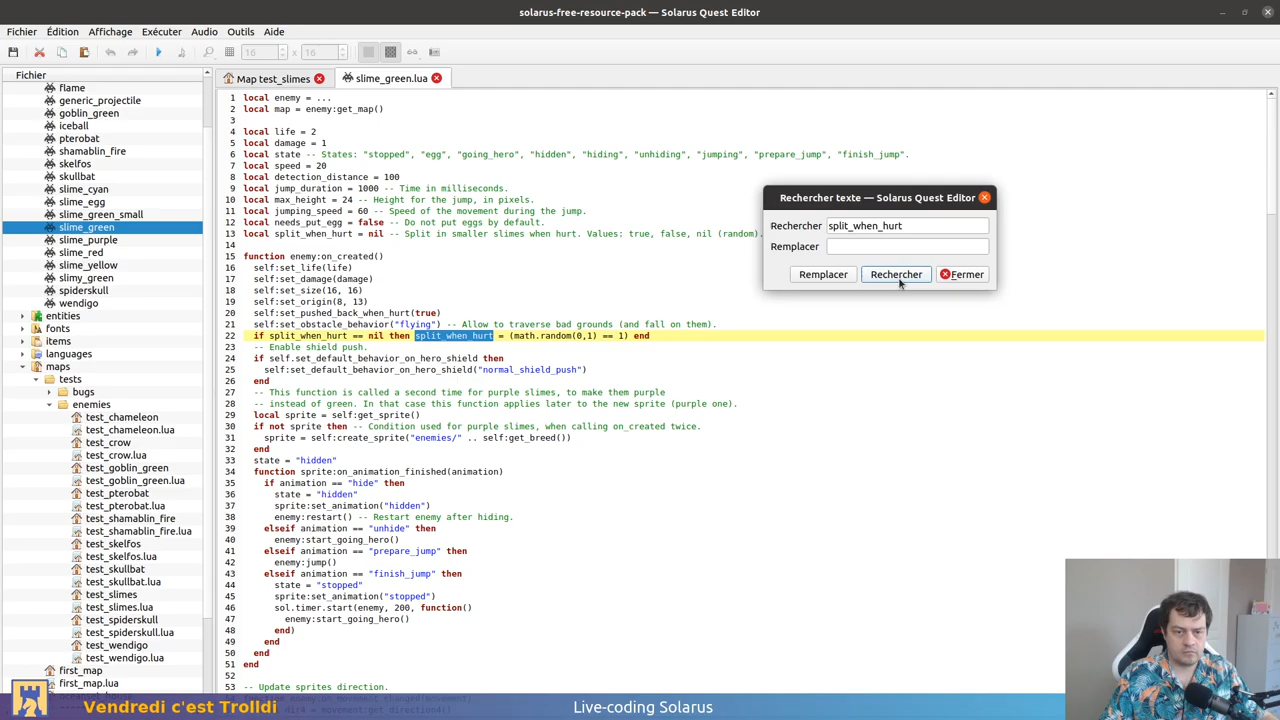 solarus-free-resource-pack — Solarus Quest Editor
Fichier Édition Affichage Exécuter Audio Outils Aide
16 x 16
Fichier
flame
generic_projectile
goblin_green
iceball
pterobat
shamablin_fire
skelfos
skullbat
slime_cyan
slime_egg
slime_green_small
slime_green
slime_purple
slime_red
slime_yellow
slimy_green
spiderskull
wendigo
entities
fonts
items
languages
maps
tests
bugs
enemies
test_chameleon
test_chameleon.lua
test_crow
test_crow.lua
test_goblin_green
test_goblin_green.lua
test_pterobat
test_pterobat.lua
test_shamablin_fire
test_shamablin_fire.lua
test_skelfos
test_skelfos.lua
test_skullbat
test_skullbat.lua
test_slimes
test_slimes.lua
test_spiderskull
test_spiderskull.lua
test_wendigo
test_wendigo.lua
first_map
first_map.lua
Map test_slimes slime_green.lua
1 local enemy = ...
2 local map = enemy:get_map()
3
4 local life = 2
5 local damage = 1
6 local state -- States: "stopped", "egg", "going_hero", "hidden", "hiding", "unhiding", "jumping", "prepare_jump", "finish_jump".
7 local speed = 20
8 local detection_distance = 100
9 local jump_duration = 1000 -- Time in milliseconds.
10 local max_height = 24 -- Height for the jump, in pixels.
11 local jumping_speed = 60 -- Speed of the movement during the jump.
12 local needs_put_egg = false -- Do not put eggs by default.
13 local split_when_hurt = nil -- Split in smaller slimes when hurt. Values: true, false, nil (random).
14
15 function enemy:on_created()
16 self:set_life(life)
17 self:set_damage(damage)
18 self:set_size(16, 16)
19 self:set_origin(8, 13)
20 self:set_pushed_back_when_hurt(true)
21 self:set_obstacle_behavior("flying") -- Allow to traverse bad grounds (and fall on them).
22 if split_when_hurt == nil then split_when_hurt = (math.random(0,1) == 1) end
23 -- Enable shield push.
24 if self.set_default_behavior_on_hero_shield then
25 self:set_default_behavior_on_hero_shield("normal_shield_push")
26 end
27 -- This function is called a second time for purple slimes, to make them purple
28 -- instead of green. In that case this function applies later to the new sprite (purple one).
29 local sprite = self:get_sprite()
30 if not sprite then -- Condition used for purple slimes, when calling on_created twice.
31 sprite = self:create_sprite("enemies/" .. self:get_breed())
32 end
33 state = "hidden"
34 function sprite:on_animation_finished(animation)
35 if animation == "hide" then
36 state = "hidden"
37 sprite:set_animation("hidden")
38 enemy:restart() -- Restart enemy after hiding.
39 elseif animation == "unhide" then
40 enemy:start_going_hero()
41 elseif animation == "prepare_jump" then
42 enemy:jump()
43 elseif animation == "finish_jump" then
44 state = "stopped"
45 sprite:set_animation("stopped")
46 sol.timer.start(enemy, 200, function()
47 enemy:start_going_hero()
48 end)
49 end
50 end
51 end
52
53 -- Update sprites direction.
Rechercher texte — Solarus Quest Editor
Rechercher split_when_hurt
Remplacer
Remplacer Rechercher Fermer
Vendredi c'est Trolldi Live-coding Solarus